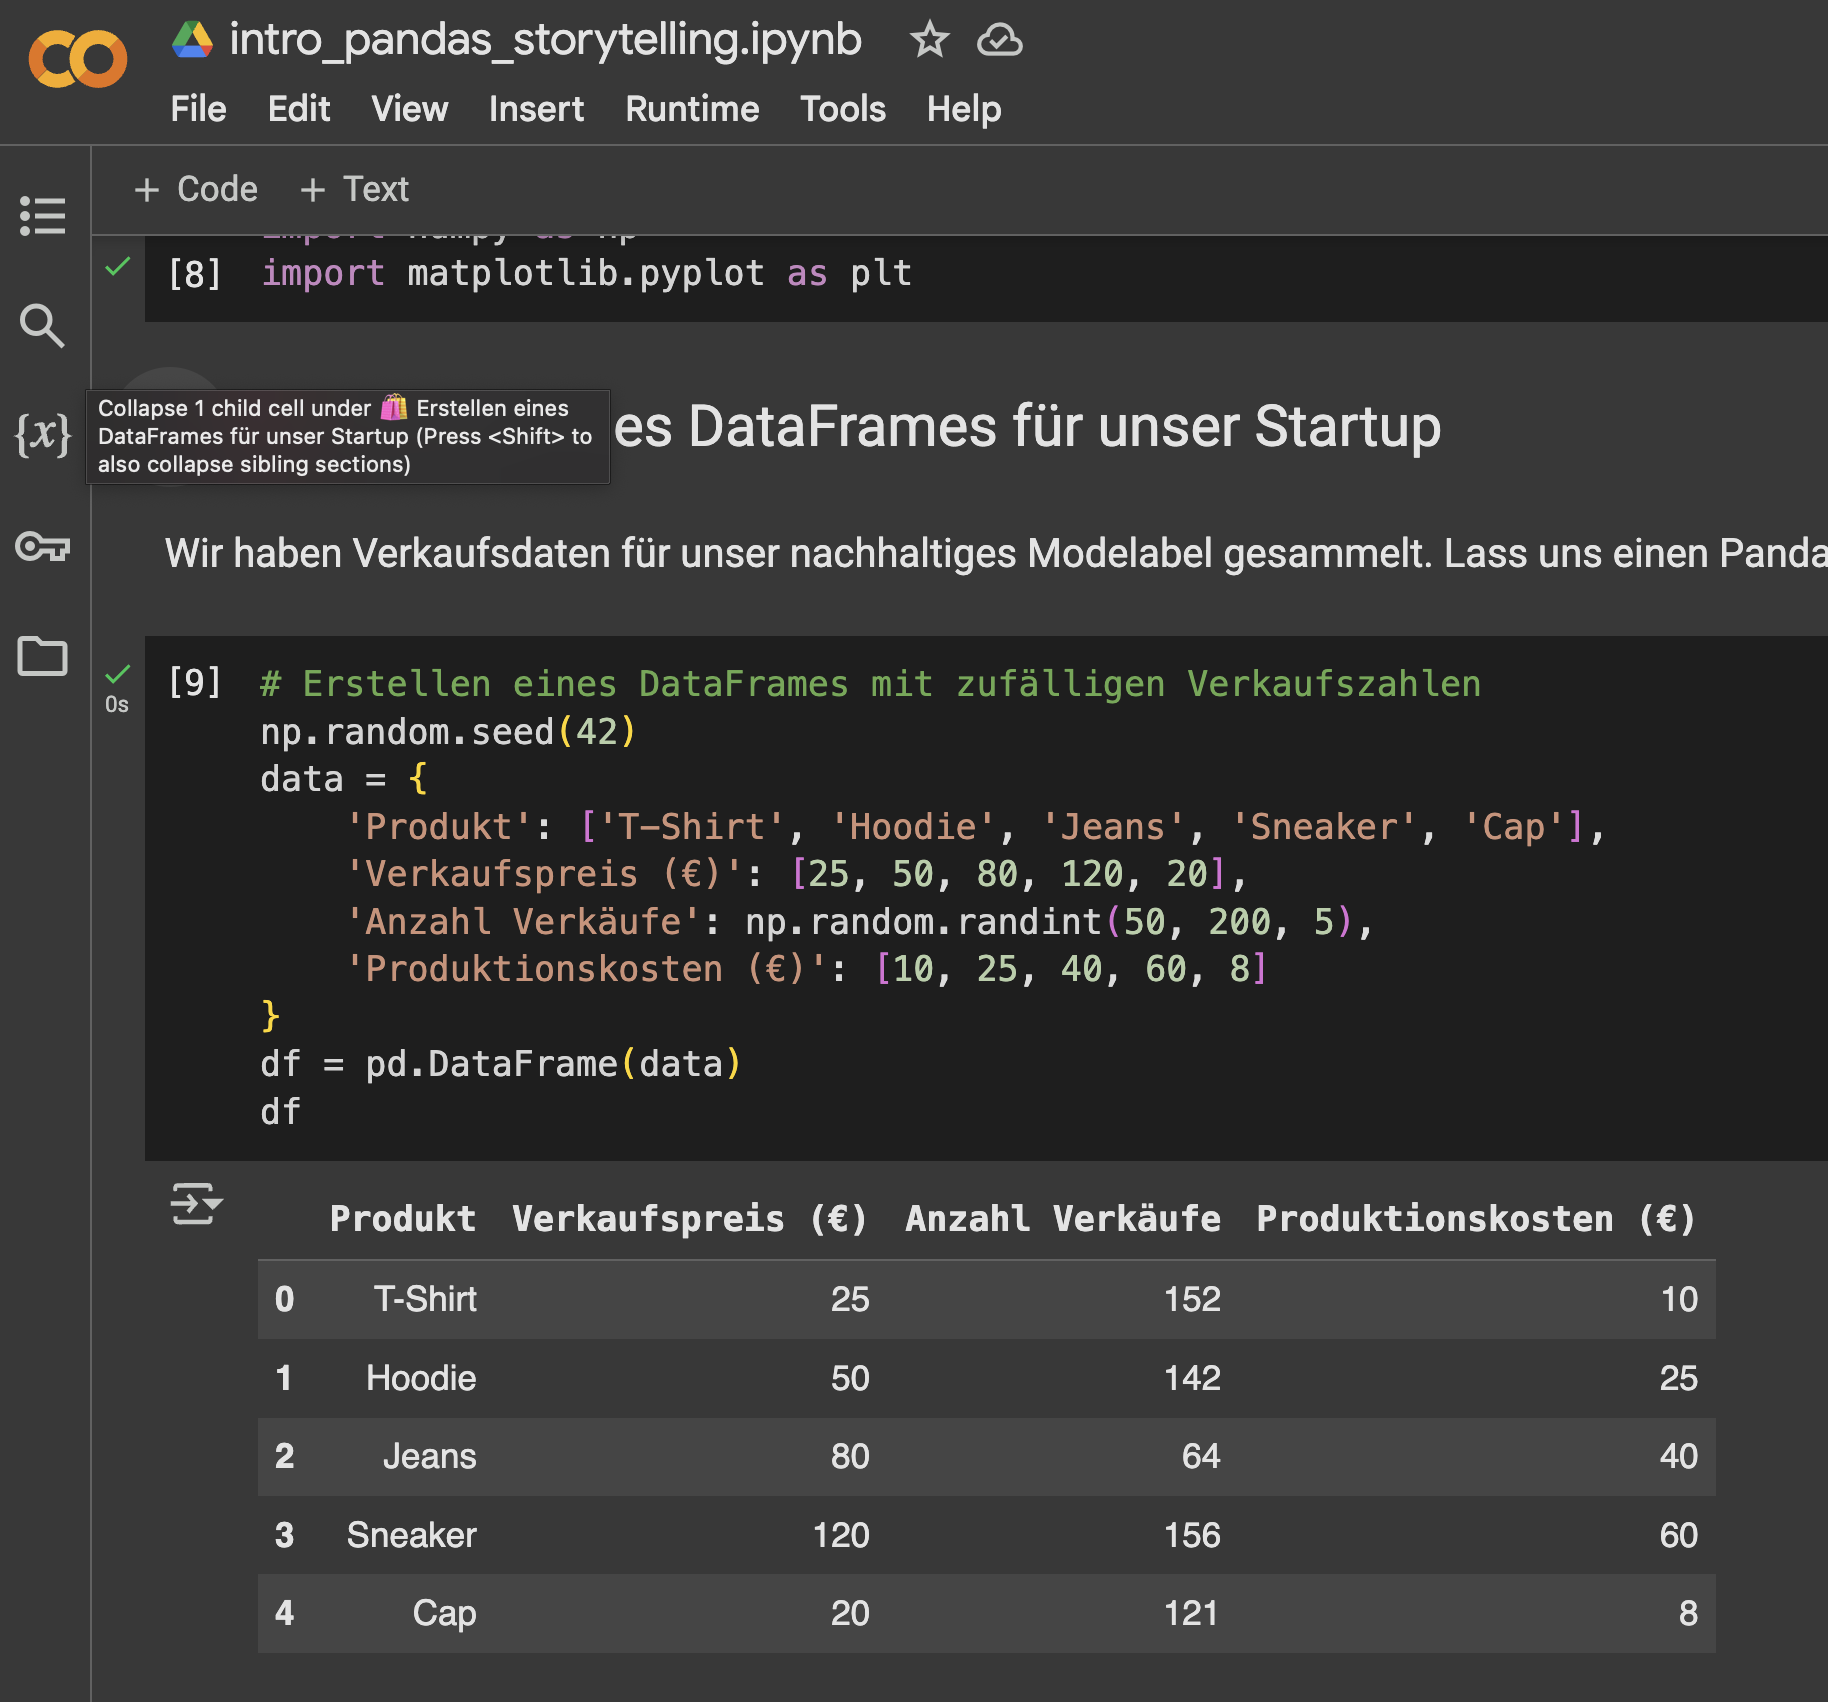 intro_pandas_storytelling.ipynb
File Edit View Insert Runtime Tools Help
+ Code + Text
import numpy as np
[8] import matplotlib.pyplot as plt
Collapse 1 child cell under 🛍️ Erstellen eines
DataFrames für unser Startup (Press <Shift> to
also collapse sibling sections)
es DataFrames für unser Startup
{x}
Wir haben Verkaufsdaten für unser nachhaltiges Modelabel gesammelt. Lass uns einen Panda
[9] # Erstellen eines DataFrames mit zufälligen Verkaufszahlen
0s
np.random.seed(42)
data = {
'Produkt': ['T-Shirt', 'Hoodie', 'Jeans', 'Sneaker', 'Cap'],
'Verkaufspreis (€)': [25, 50, 80, 120, 20],
'Anzahl Verkäufe': np.random.randint(50, 200, 5),
'Produktionskosten (€)': [10, 25, 40, 60, 8]
}
df = pd.DataFrame(data)
df
Produkt Verkaufspreis (€) Anzahl Verkäufe Produktionskosten (€)
0 T-Shirt 25 152 10
1 Hoodie 50 142 25
2 Jeans 80 64 40
3 Sneaker 120 156 60
4 Cap 20 121 8